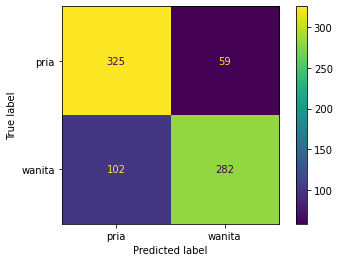 pria
325
59
wanita
102
282
pria
wanita
Predicted label
True label
300
250
200
150
100